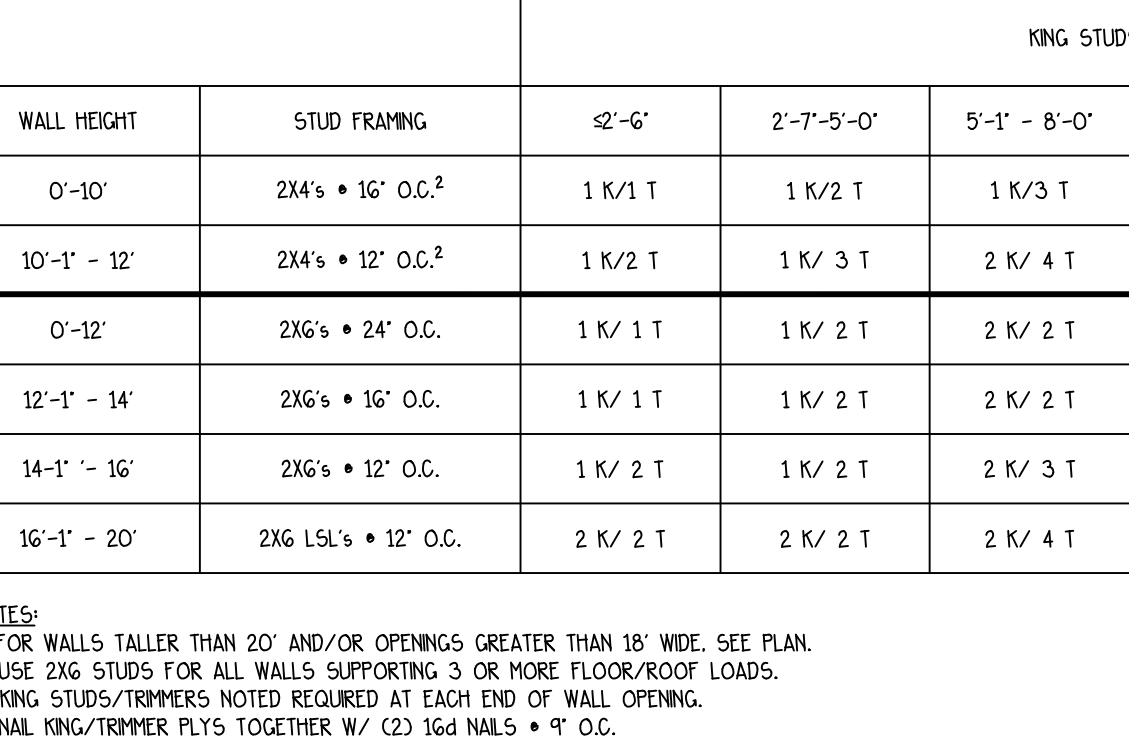 KING STUDS
WALL HEIGHT STUD FRAMING ≤2'-6" 2'-7"-5'-0" 5'-1" - 8'-0"
0'-10' 2X4's @ 16" O.C.² 1 K/1 T 1 K/2 T 1 K/3 T
10'-1" - 12' 2X4's @ 12" O.C.² 1 K/2 T 1 K/ 3 T 2 K/ 4 T
0'-12' 2X6's @ 24" O.C. 1 K/ 1 T 1 K/ 2 T 2 K/ 2 T
12'-1" - 14' 2X6's @ 16" O.C. 1 K/ 1 T 1 K/ 2 T 2 K/ 2 T
14-1" '- 16' 2X6's @ 12" O.C. 1 K/ 2 T 1 K/ 2 T 2 K/ 3 T
16'-1" - 20' 2X6 LSL's @ 12" O.C. 2 K/ 2 T 2 K/ 2 T 2 K/ 4 T
TES:
FOR WALLS TALLER THAN 20' AND/OR OPENINGS GREATER THAN 18' WIDE, SEE PLAN.
USE 2X6 STUDS FOR ALL WALLS SUPPORTING 3 OR MORE FLOOR/ROOF LOADS.
KING STUDS/TRIMMERS NOTED REQUIRED AT EACH END OF WALL OPENING.
NAIL KING/TRIMMER PLYS TOGETHER W/ (2) 16d NAILS @ 9" O.C.